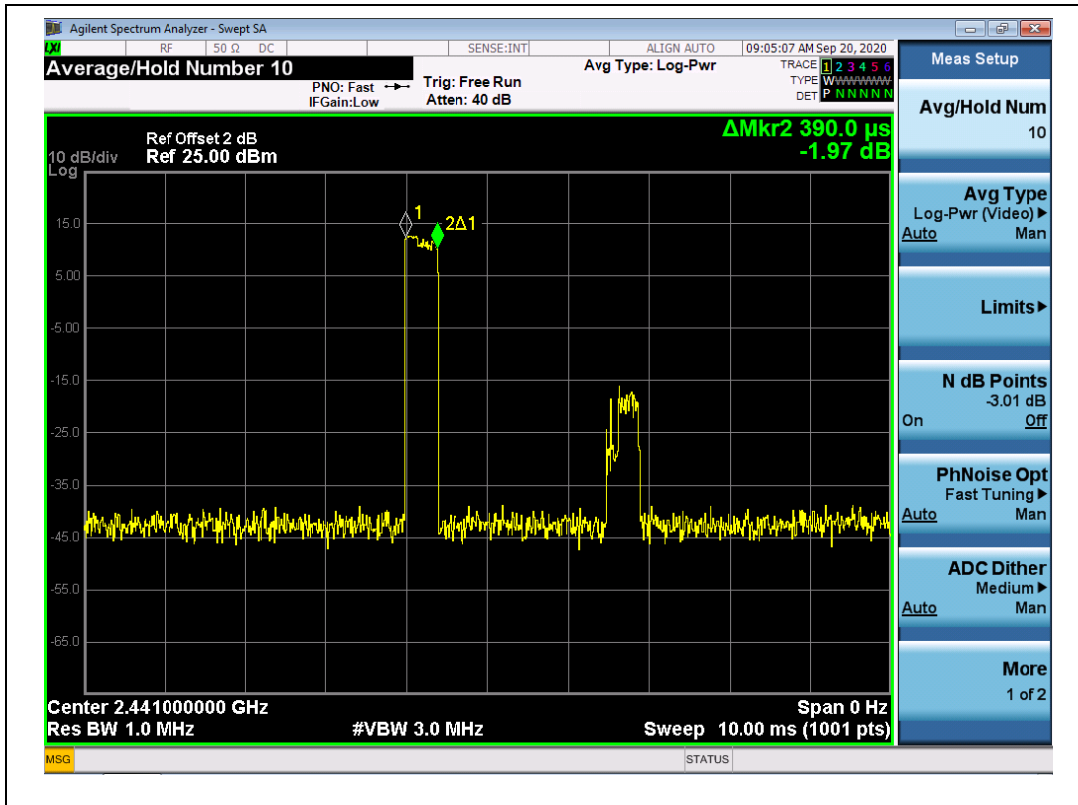 Agilent Spectrum Analyzer - Swept SA
LXI RF 50 Ω DC SENSE:INT ALIGN AUTO 09:05:07 AM Sep 20, 2020
Average/Hold Number 10
PNO: Fast
IFGain:Low
Trig: Free Run
Atten: 40 dB
Avg Type: Log-Pwr
TRACE 1 2 3 4 5 6
TYPE WWWWWW
DET P N N N N N
ΔMkr2 390.0 µs
-1.97 dB
Ref Offset 2 dB
10 dB/div Ref 25.00 dBm
Log
1
2Δ1
15.0
5.00
-5.00
-15.0
-25.0
-35.0
-45.0
-55.0
-65.0
Center 2.441000000 GHz Span 0 Hz
Res BW 1.0 MHz #VBW 3.0 MHz Sweep 10.00 ms (1001 pts)
MSG STATUS
Meas Setup
Avg/Hold Num
10
Avg Type
Log-Pwr (Video)
Auto Man
Limits
N dB Points
-3.01 dB
On Off
PhNoise Opt
Fast Tuning
Auto Man
ADC Dither
Medium
Auto Man
More
1 of 2